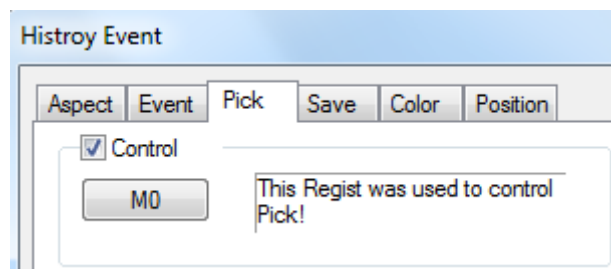 Histroy Event
Aspect Event Pick Save Color Position
Control
M0
This Regist was used to control
Pick!